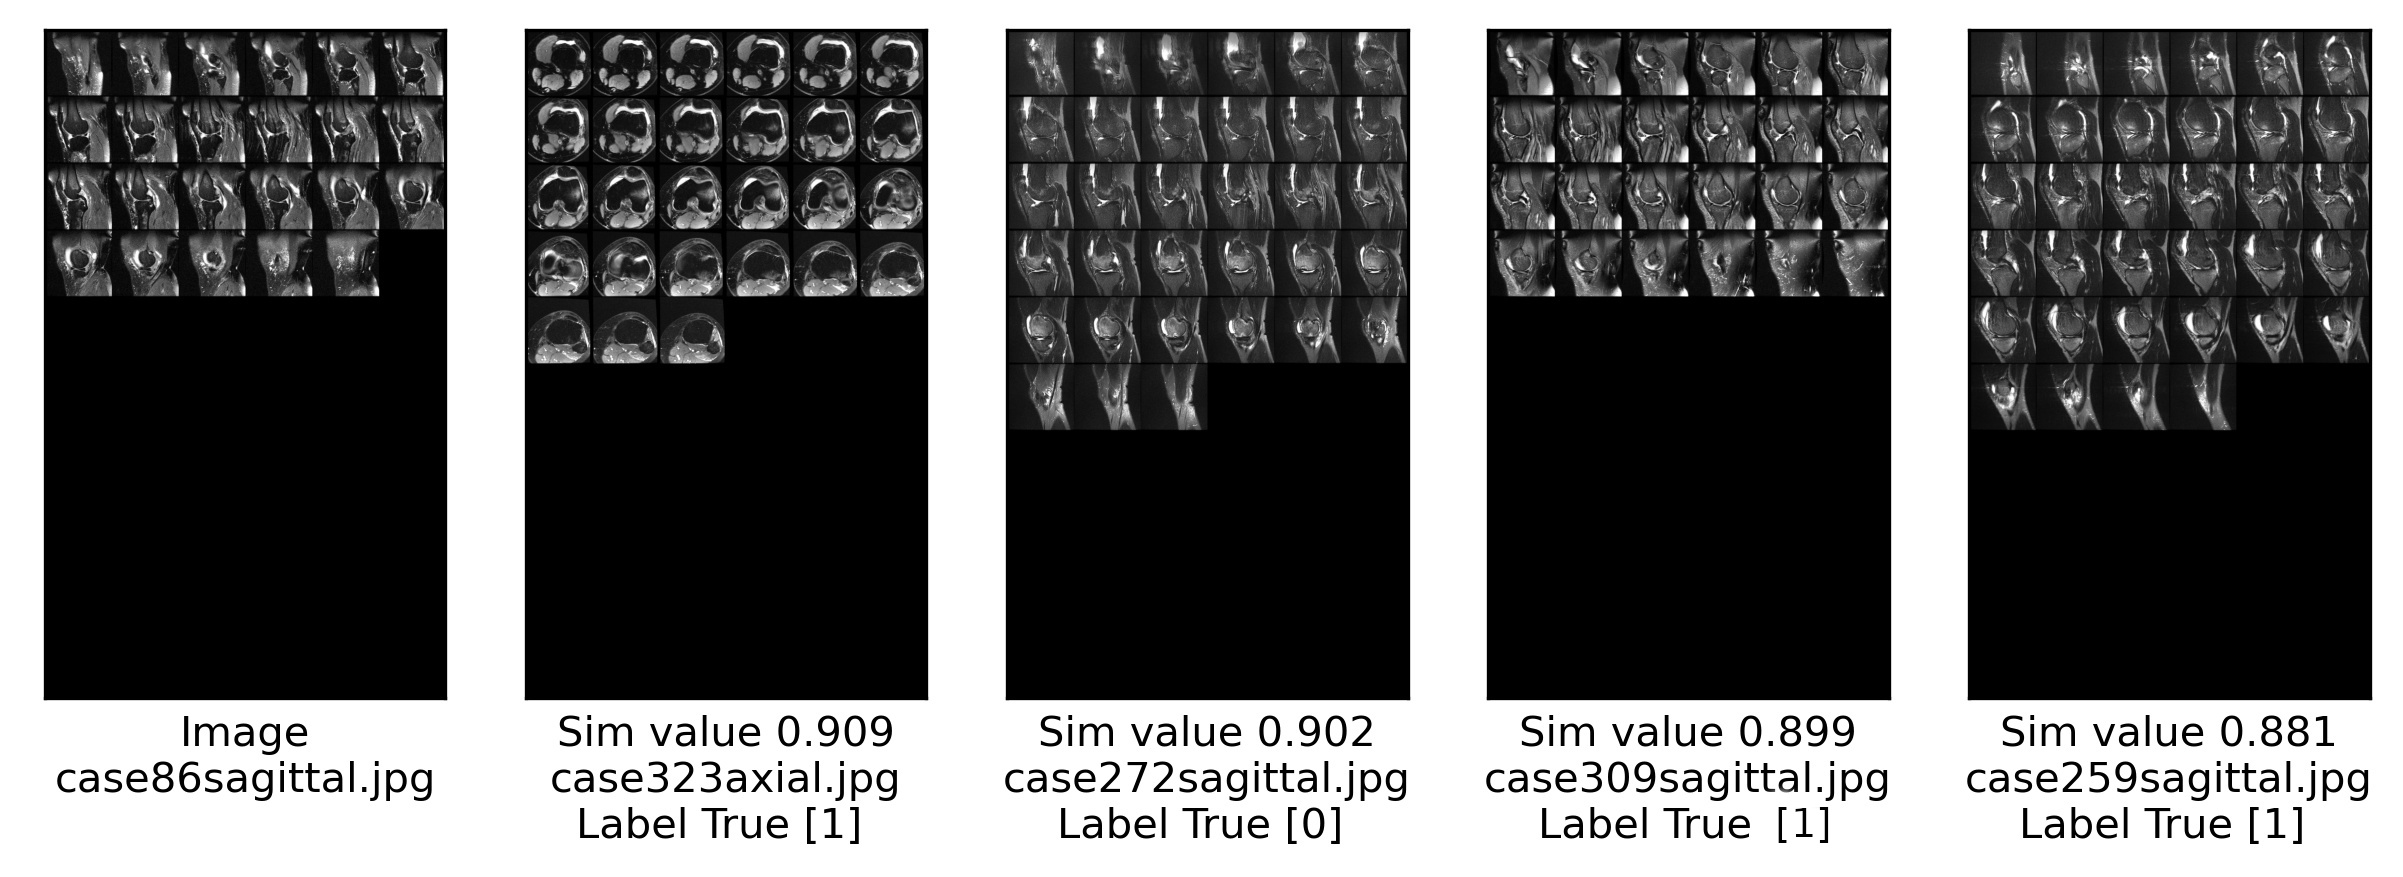 Image
case86sagittal.jpg
Sim value 0.909
case323axial.jpg
Label True [1]
Sim value 0.902
case272sagittal.jpg
Label True [0]
Sim value 0.899
case309sagittal.jpg
Label True [1]
Sim value 0.881
case259sagittal.jpg
Label True [1]